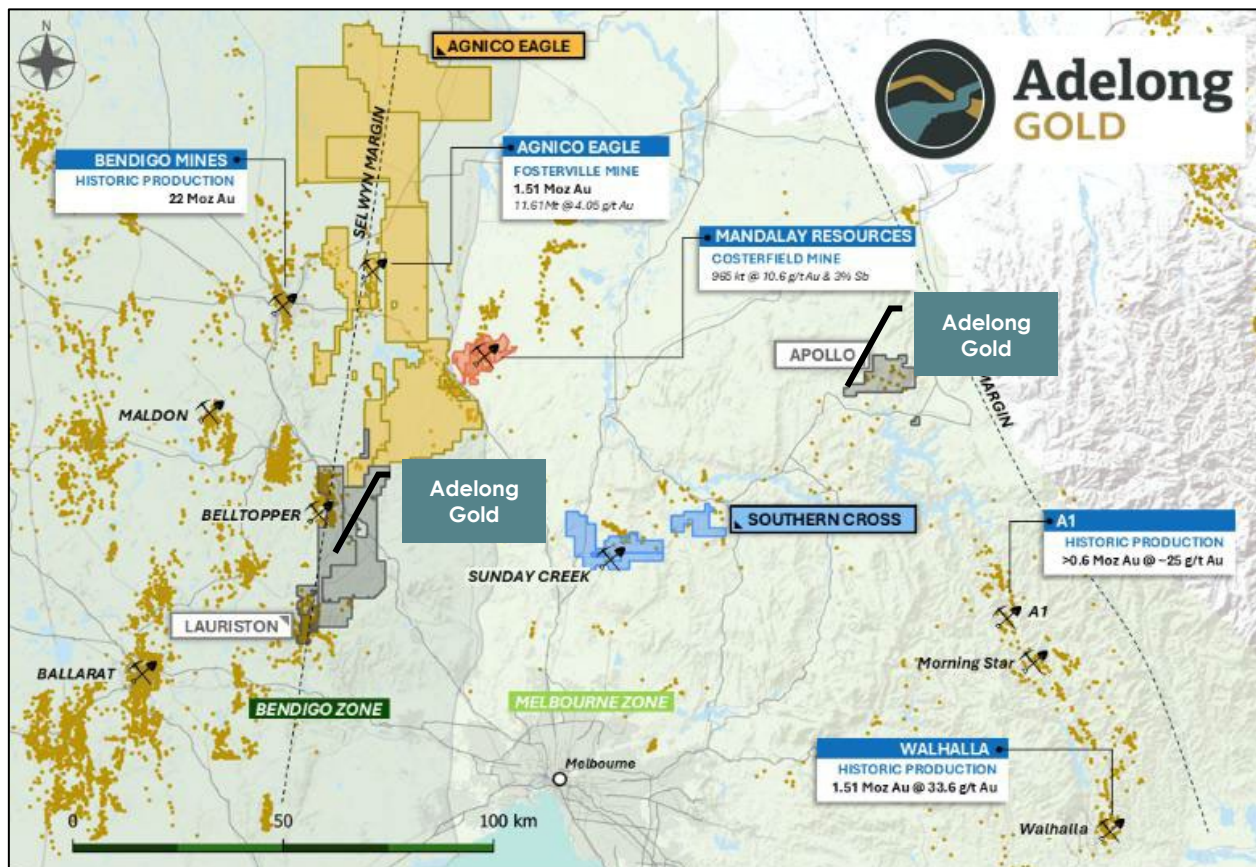 N
AGNICO EAGLE
Adelong
GOLD
BENDIGO MINES
HISTORIC PRODUCTION
22 Moz Au
SELWYN MARGIN
AGNICO EAGLE
FOSTERVILLE MINE
1.51 Moz Au
11.61Mt @ 4.05 g/t Au
MANDALAY RESOURCES
COSTERFIELD MINE
965 kt @ 10.6 g/t Au & 3% Sb
Adelong
Gold
APOLLO
MARGIN
MALDON
Adelong
Gold
BELLTOPPER
SOUTHERN CROSS
SUNDAY CREEK
A1
HISTORIC PRODUCTION
>0.6 Moz Au @ ~25 g/t Au
A1
LAURISTON
Morning Star
BALLARAT
BENDIGO ZONE
MELBOURNE ZONE
WALHALLA
HISTORIC PRODUCTION
1.51 Moz Au @ 33.6 g/t Au
Melbourne
Walhalla
0 50 100 km